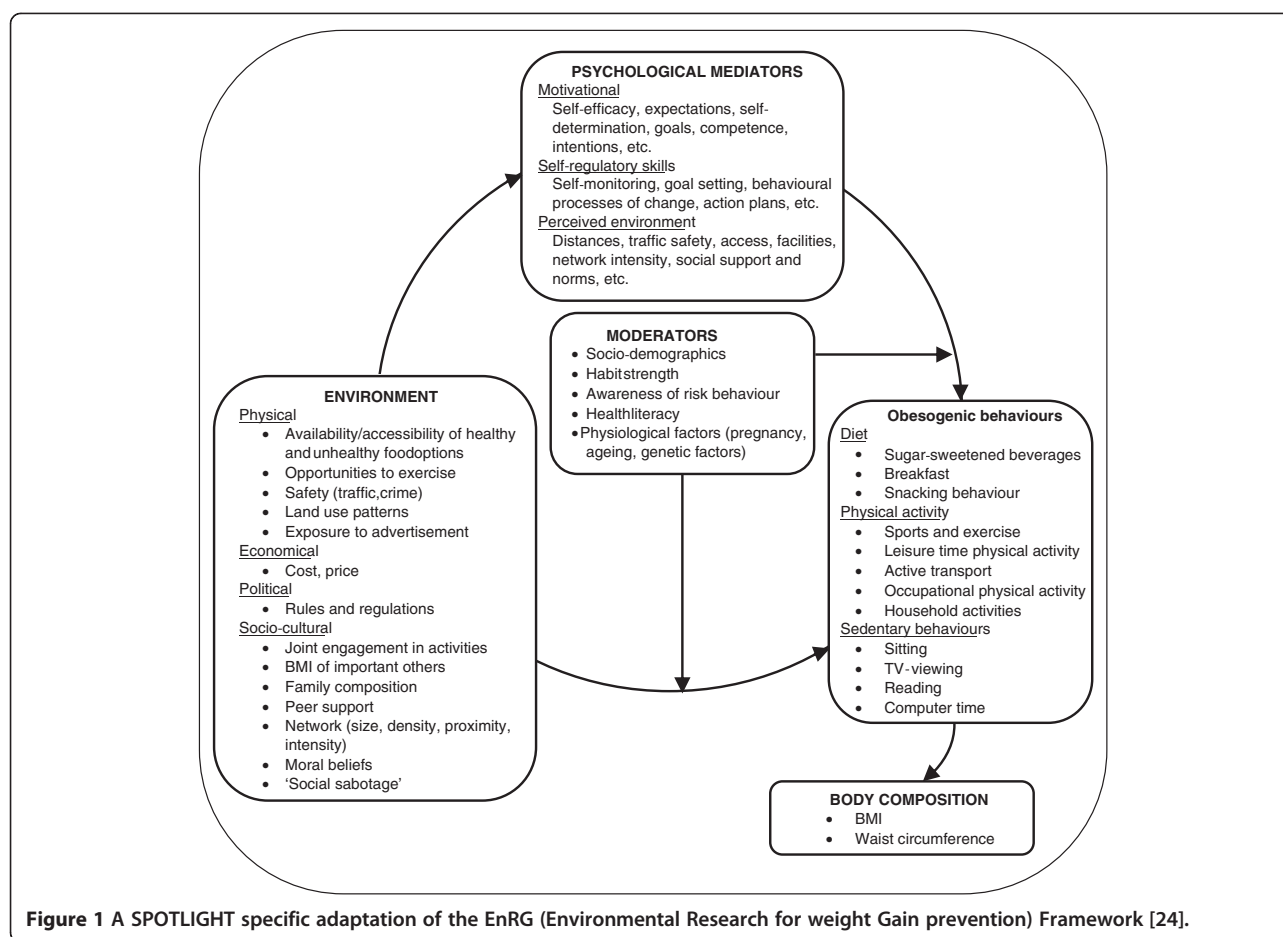 PSYCHOLOGICAL MEDIATORS
Motivational
Self-efficacy, expectations, self-
determination, goals, competence,
intentions, etc.
Self-regulatory skills
Self-monitoring, goal setting, behavioural
processes of change, action plans, etc.
Perceived environment
Distances, traffic safety, access, facilities,
network intensity, social support and
norms, etc.
MODERATORS
• Socio-demographics
• Habitstrength
• Awareness of risk behaviour
• Healthliteracy
• Physiological factors (pregnancy,
ageing, genetic factors)
ENVIRONMENT
Physical
• Availability/accessibility of healthy
and unhealthy foodoptions
• Opportunities to exercise
• Safety (traffic,crime)
• Land use patterns
• Exposure to advertisement
Economical
• Cost, price
Political
• Rules and regulations
Socio-cultural
• Joint engagement in activities
• BMI of important others
• Family composition
• Peer support
• Network (size, density, proximity,
intensity)
• Moral beliefs
• ‘Social sabotage’
Obesogenic behaviours
Diet
• Sugar-sweetened beverages
• Breakfast
• Snacking behaviour
Physical activity
• Sports and exercise
• Leisure time physical activity
• Active transport
• Occupational physical activity
• Household activities
Sedentary behaviours
• Sitting
• TV-viewing
• Reading
• Computer time
BODY COMPOSITION
• BMI
• Waist circumference
Figure 1 A SPOTLIGHT specific adaptation of the EnRG (Environmental Research for weight Gain prevention) Framework [24].